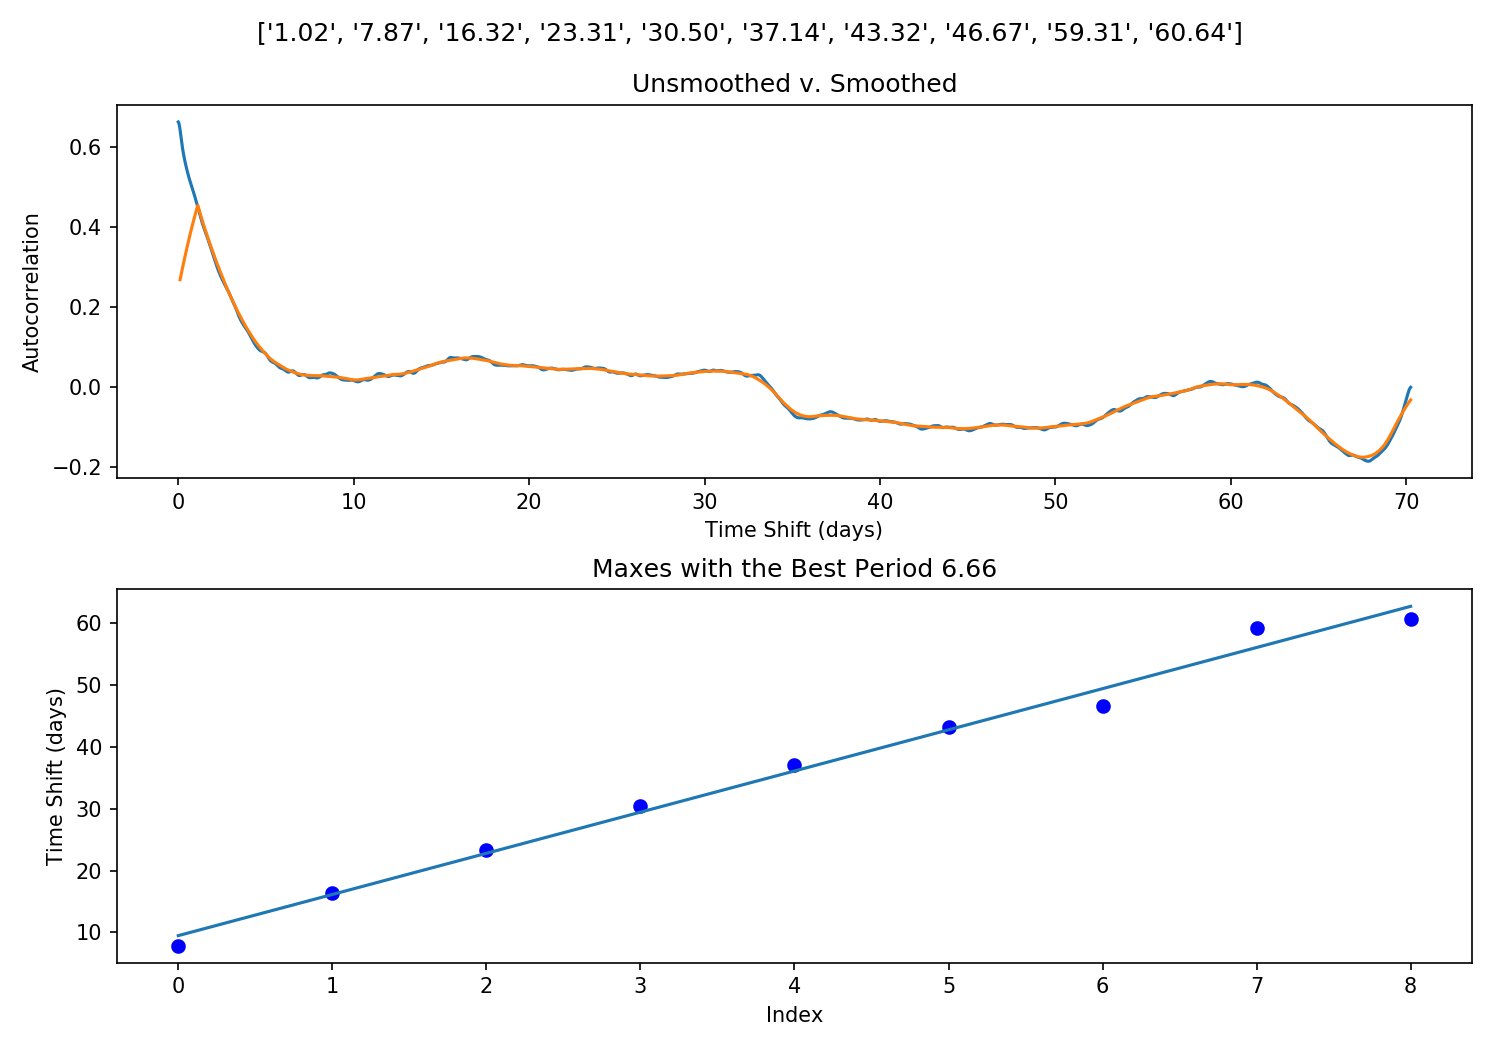 ['1.02', '7.87', '16.32', '23.31', '30.50', '37.14', '43.32', '46.67', '59.31', '60.64']
Unsmoothed v. Smoothed
Autocorrelation
0.6
0.4
0.2
0.0
−0.2
0 10 20 30 40 50 60 70
Time Shift (days)
Maxes with the Best Period 6.66
Time Shift (days)
60
50
40
30
20
10
0 1 2 3 4 5 6 7 8
Index